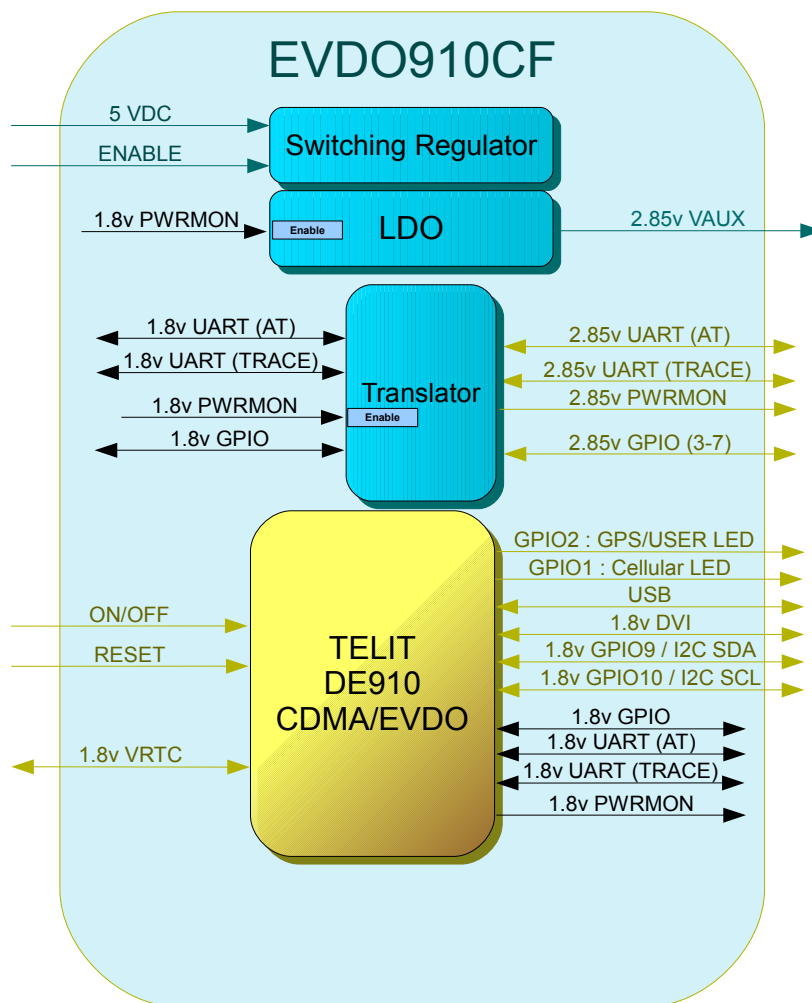 EVDO910CF
5 VDC
ENABLE
Switching Regulator
1.8v PWRMON
Enable
LDO
2.85v VAUX
1.8v UART (AT)
1.8v UART (TRACE)
1.8v PWRMON
1.8v GPIO
Translator
Enable
2.85v UART (AT)
2.85v UART (TRACE)
2.85v PWRMON
2.85v GPIO (3-7)
ON/OFF
RESET
1.8v VRTC
TELIT
DE910
CDMA/EVDO
GPIO2 : GPS/USER LED
GPIO1 : Cellular LED
USB
1.8v DVI
1.8v GPIO9 / I2C SDA
1.8v GPIO10 / I2C SCL
1.8v GPIO
1.8v UART (AT)
1.8v UART (TRACE)
1.8v PWRMON